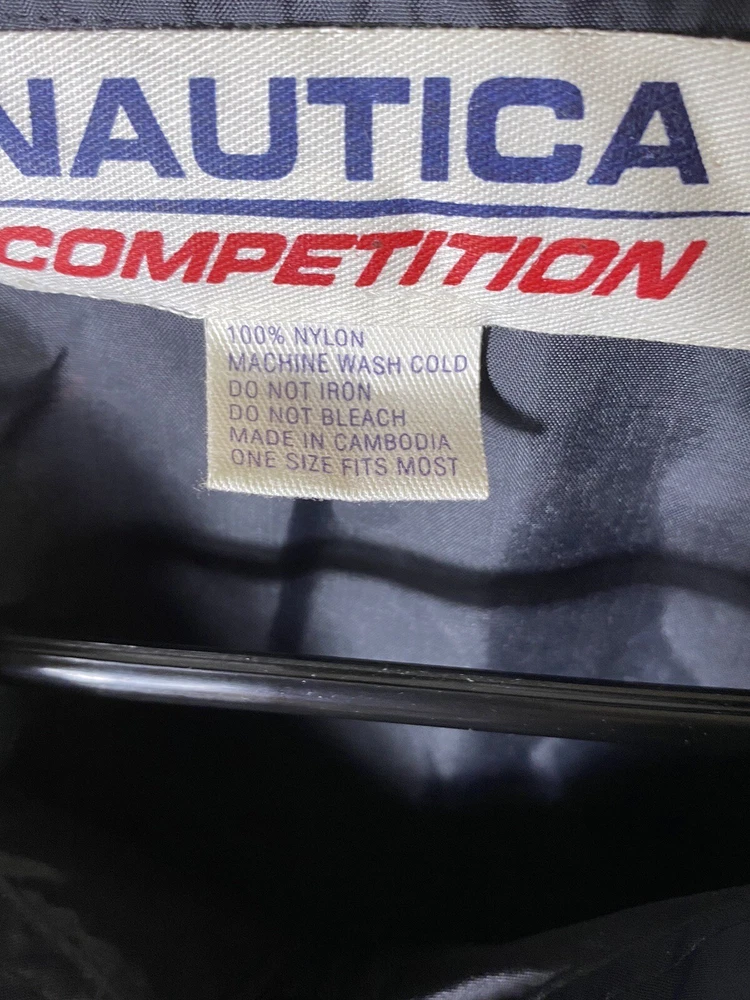 NAUTICA
COMPETITION
100% NYLON
MACHINE WASH COLD
DO NOT IRON
DO NOT BLEACH
MADE IN CAMBODIA
ONE SIZE FITS MOST